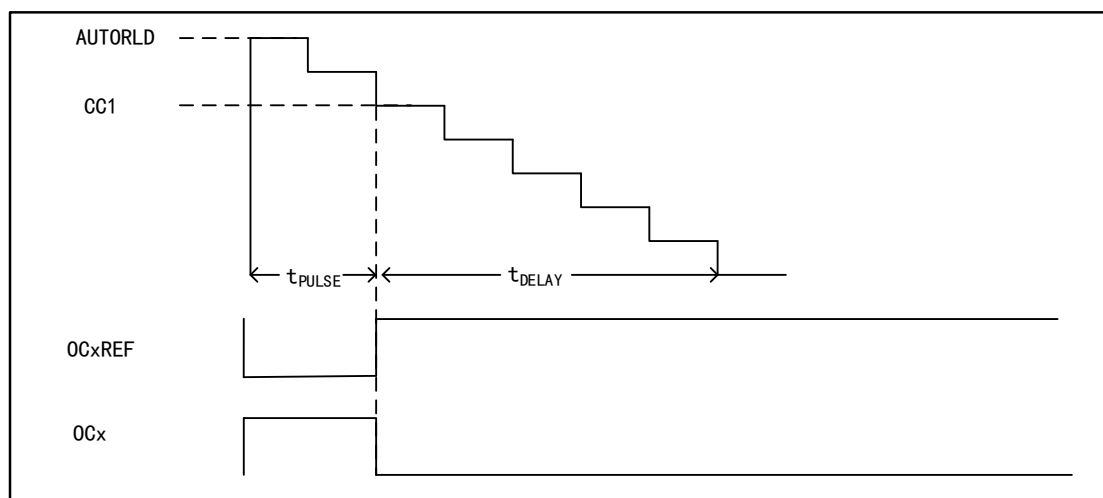 AUTORLD
CC1
tPULSE
tDELAY
OCxREF
OCx